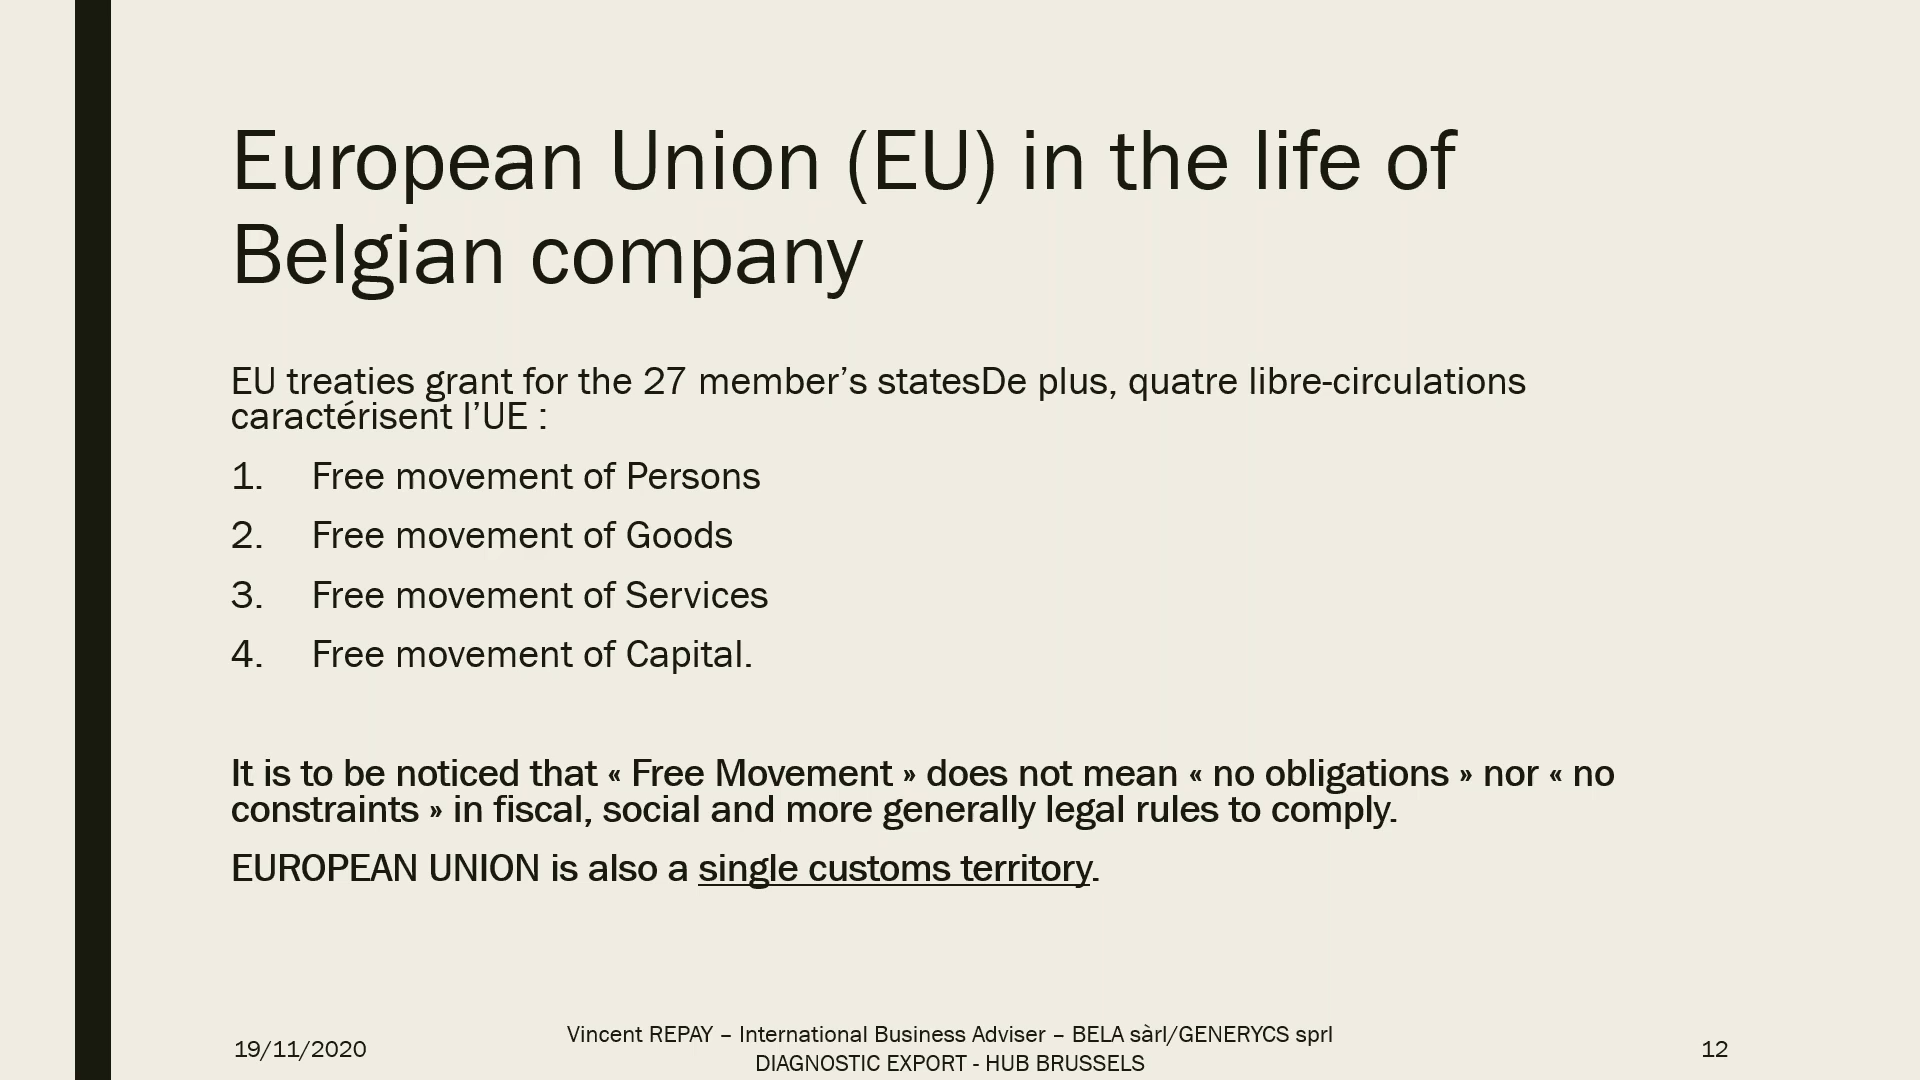 European Union (EU) in the life of
Belgian company
EU treaties grant for the 27 member’s statesDe plus, quatre libre-circulations
caractérisent l’UE :
1. Free movement of Persons
2. Free movement of Goods
3. Free movement of Services
4. Free movement of Capital.
It is to be noticed that « Free Movement » does not mean « no obligations » nor « no
constraints » in fiscal, social and more generally legal rules to comply.
EUROPEAN UNION is also a single customs territory.
19/11/2020
Vincent REPAY – International Business Adviser – BELA sàrl/GENERYCS sprl
DIAGNOSTIC EXPORT - HUB BRUSSELS
12